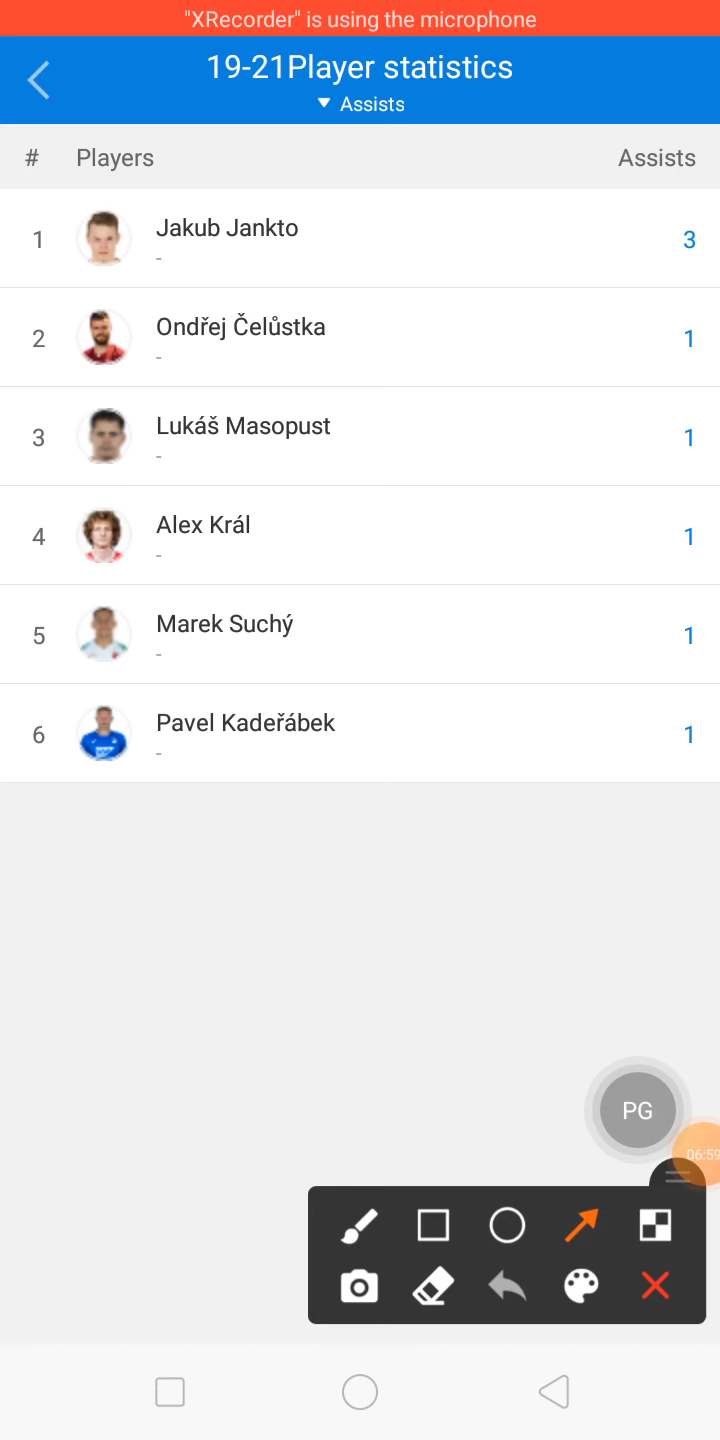 "XRecorder" is using the microphone
19-21Player statistics
▼ Assists
# Players Assists
1 Jakub Jankto 3
-
2 Ondřej Čelůstka 1
-
3 Lukáš Masopust 1
-
4 Alex Král 1
-
5 Marek Suchý 1
-
6 Pavel Kadeřábek 1
-
PG
06:59